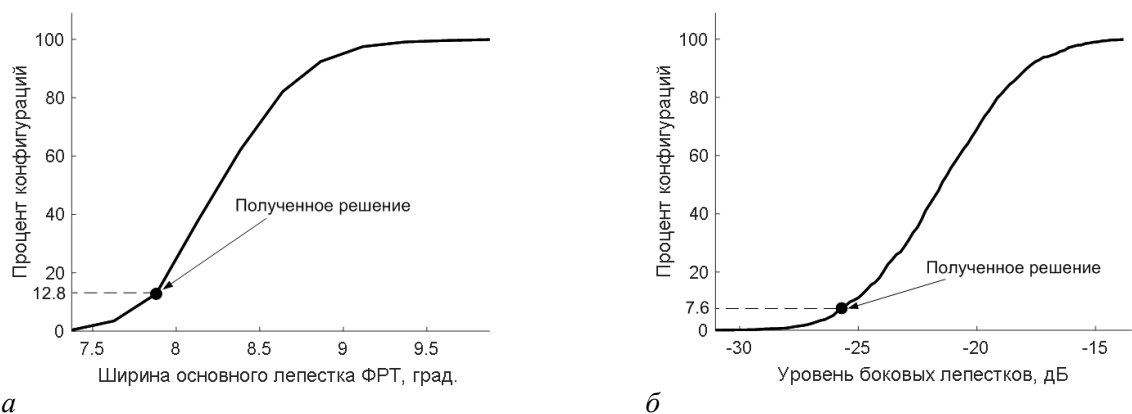 100
80
60
40
20
12.8
0
Процент конфигураций
Полученное решение
7.5 8 8.5 9 9.5
Ширина основного лепестка ФРТ, град.
а
100
80
60
40
20
7.6
0
Процент конфигураций
Полученное решение
-30 -25 -20 -15
Уровень боковых лепестков, дБ
б